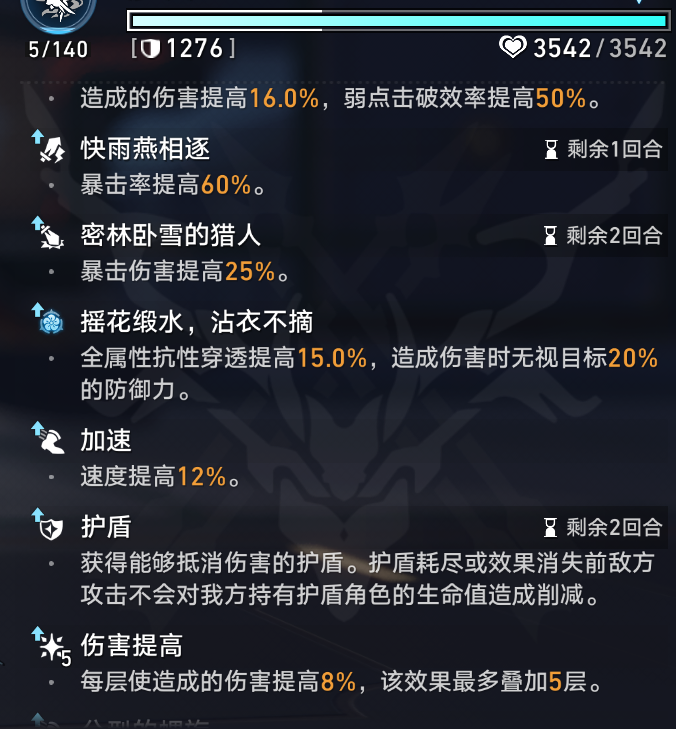 5/140
[1276]
3542/3542
造成的伤害提高16.0%，弱点击破效率提高50%。
快雨燕相逐 剩余1回合
暴击率提高60%。
密林卧雪的猎人 剩余2回合
暴击伤害提高25%。
摇花缎水，沾衣不摘
全属性抗性穿透提高15.0%，造成伤害时无视目标20%
的防御力。
加速
速度提高12%。
护盾 剩余2回合
获得能够抵消伤害的护盾。护盾耗尽或效果消失前敌方
攻击不会对我方持有护盾角色的生命值造成削减。
5 伤害提高
每层使造成的伤害提高8%，该效果最多叠加5层。